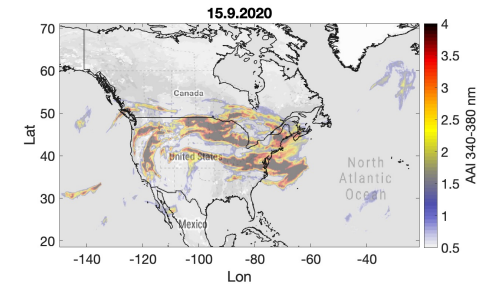 15.9.2020
70
60
50
40
30
20
Lat
Canada
United States
Mexico
North
Atlantic
Ocean
-140
-120
-100
-80
-60
-40
Lon
4
3.5
3
2.5
2
1.5
1
0.5
AAI 340-380 nm